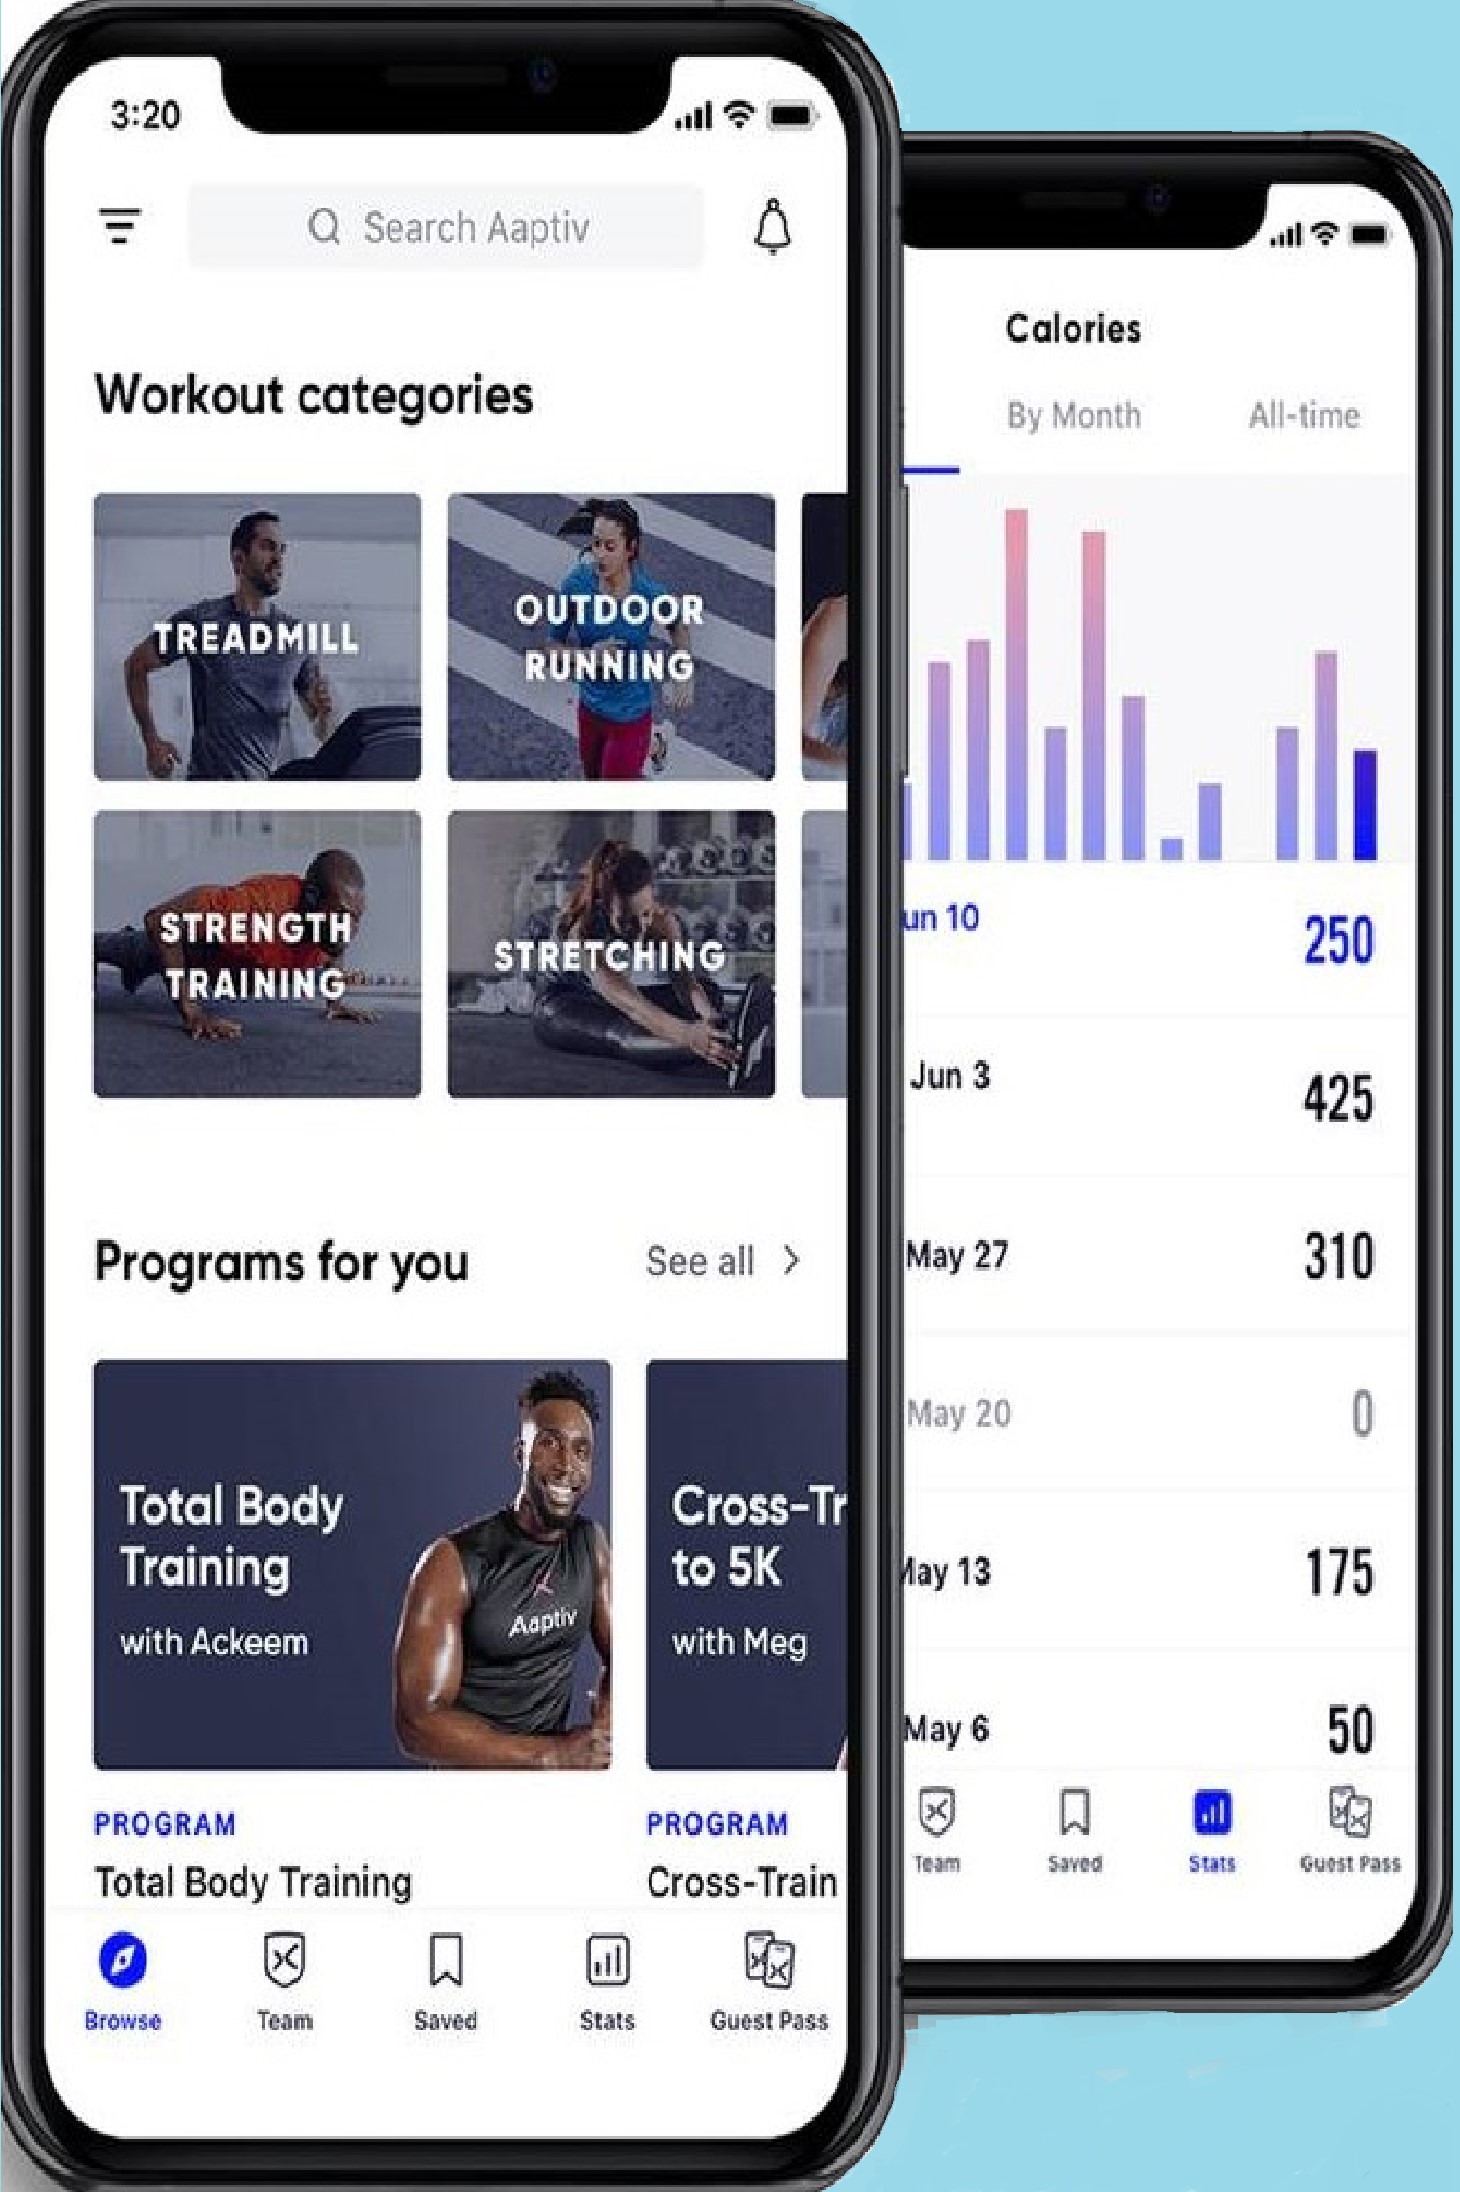 3:20
Search Aaptiv
Workout categories
TREADMILL
OUTDOOR
RUNNING
STRENGTH
TRAINING
STRETCHING
Programs for you
See all
Total Body
Training
with Ackeem
Aaptiv
Cross-Tr
to 5K
with Meg
PROGRAM
Total Body Training
PROGRAM
Cross-Train
Browse
Team
Saved
Stats
Guest Pass
Calories
By Month
All-time
un 10
250
Jun 3
425
May 27
310
May 20
0
May 13
175
May 6
50
Team
Saved
Stats
Guest Pass